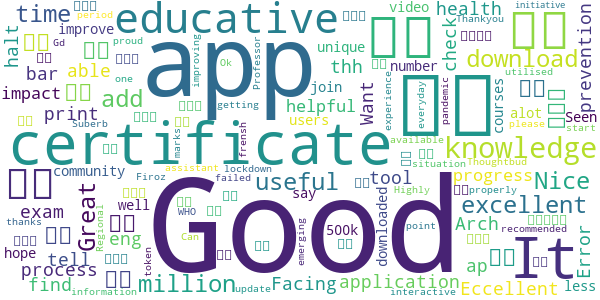 time
educative
video
health
improve
proud
unique
check
halt
app
Thankyou
initiative
period
Gd
one
Ok
improving
Professor
join
number
download
utilised
able
bar
thh
prevention
impact
add
helpful
Want
courses
alot
Seen
please
start
print
users
getting
experience
everyday
pandemic
available
certificate
marks
frensh
situation
knowledge
community
assistant
lockdown
Thoughtbud
Firoz
failed
Highly
properly
Great
useful
tool
progress
Nice
exam
well
WHO
say
Good
excellent
It
Suberb
Regional
eng
Can
500k
downloaded
point
Arch
recommended
hope
tell
thanks
process
token
emerging
Facing
ap
Error
find
million
application
Eccellent
less
information
update
interactive